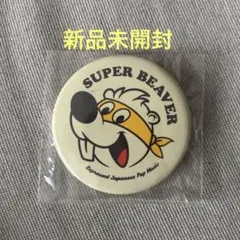 新品未開封
SUPER BEAVER
Represent Japanese Pop Music